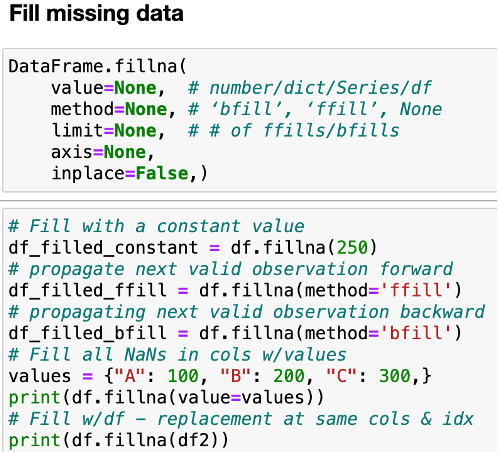 Fill missing data
DataFrame.fillna(
    value=None,  # number/dict/Series/df
    method=None, # ‘bfill’, ‘ffill’, None
    limit=None,  # # of ffills/bfills
    axis=None,
    inplace=False,)
# Fill with a constant value
df_filled_constant = df.fillna(250)
# propagate next valid observation forward
df_filled_ffill = df.fillna(method='ffill')
# propagating next valid observation backward
df_filled_bfill = df.fillna(method='bfill')
# Fill all NaNs in cols w/values
values = {"A": 100, "B": 200, "C": 300,}
print(df.fillna(value=values))
# Fill w/df – replacement at same cols & idx
print(df.fillna(df2))